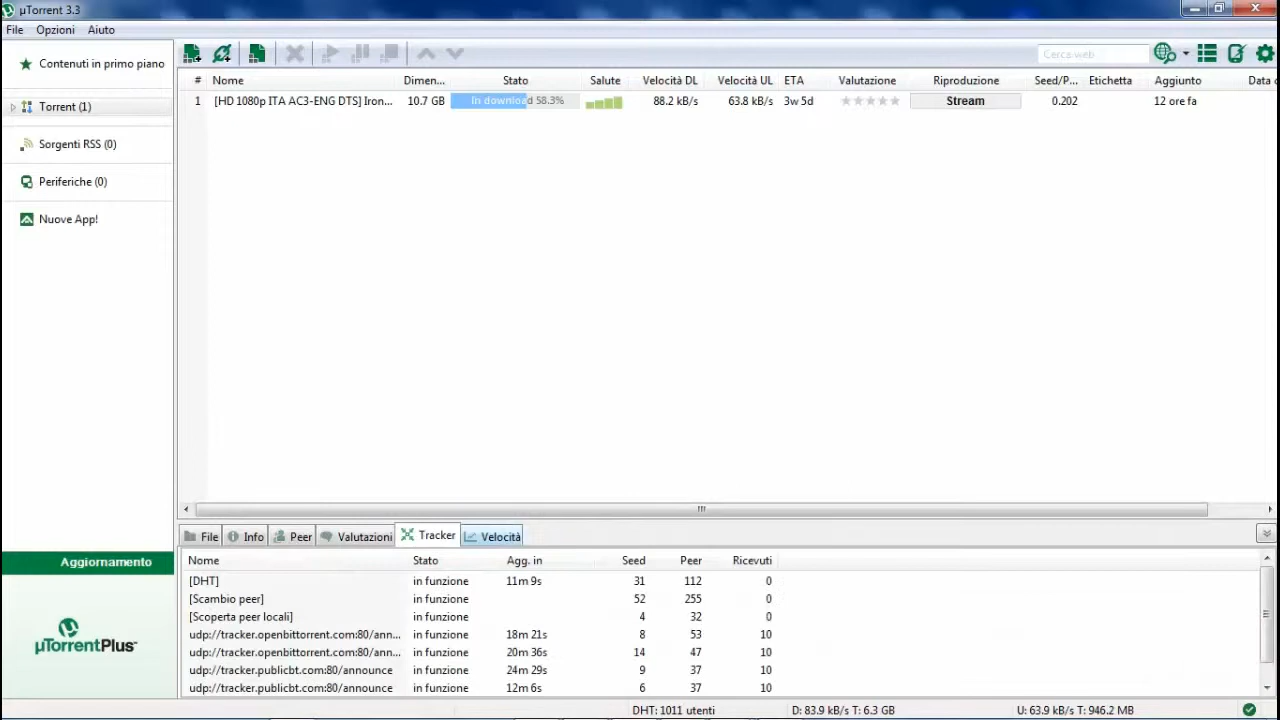 µTorrent 3.3
File Opzioni Aiuto
Contenuti in primo piano
Cerca web
Torrent (1)
Sorgenti RSS (0)
Periferiche (0)
Nuove App!
# Nome Dimen... Stato Salute Velocità DL Velocità UL ETA Valutazione Riproduzione Seed/P... Etichetta Aggiunto Data d
1 [HD 1080p ITA AC3-ENG DTS] Iron... 10.7 GB In download 58.3% 88.2 kB/s 63.8 kB/s 3w 5d Stream 0.202 12 ore fa
File Info Peer Valutazioni Tracker Velocità
Nome Stato Agg. in Seed Peer Ricevuti
[DHT] in funzione 11m 9s 31 112 0
[Scambio peer] in funzione 52 255 0
[Scoperta peer locali] in funzione 4 32 0
udp://tracker.openbittorrent.com:80/ann... in funzione 18m 21s 8 53 10
udp://tracker.openbittorrent.com:80/ann... in funzione 20m 36s 14 47 10
udp://tracker.publicbt.com:80/announce in funzione 24m 29s 9 37 10
udp://tracker.publicbt.com:80/announce in funzione 12m 6s 6 37 10
Aggiornamento
µTorrentPlus
DHT: 1011 utenti D: 83.9 kB/s T: 6.3 GB U: 63.9 kB/s T: 946.2 MB